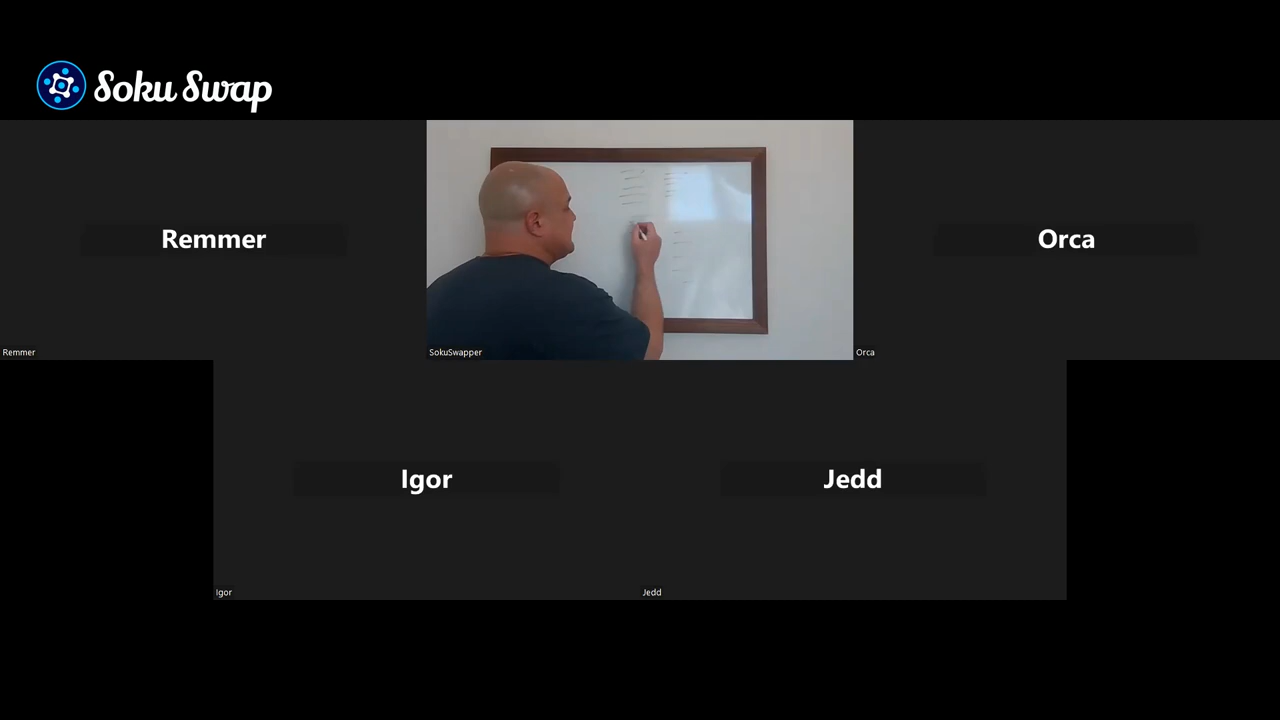 Soku Swap
Remmer
Orca
Remmer
SokuSwapper
Orca
Igor
Jedd
Igor
Jedd